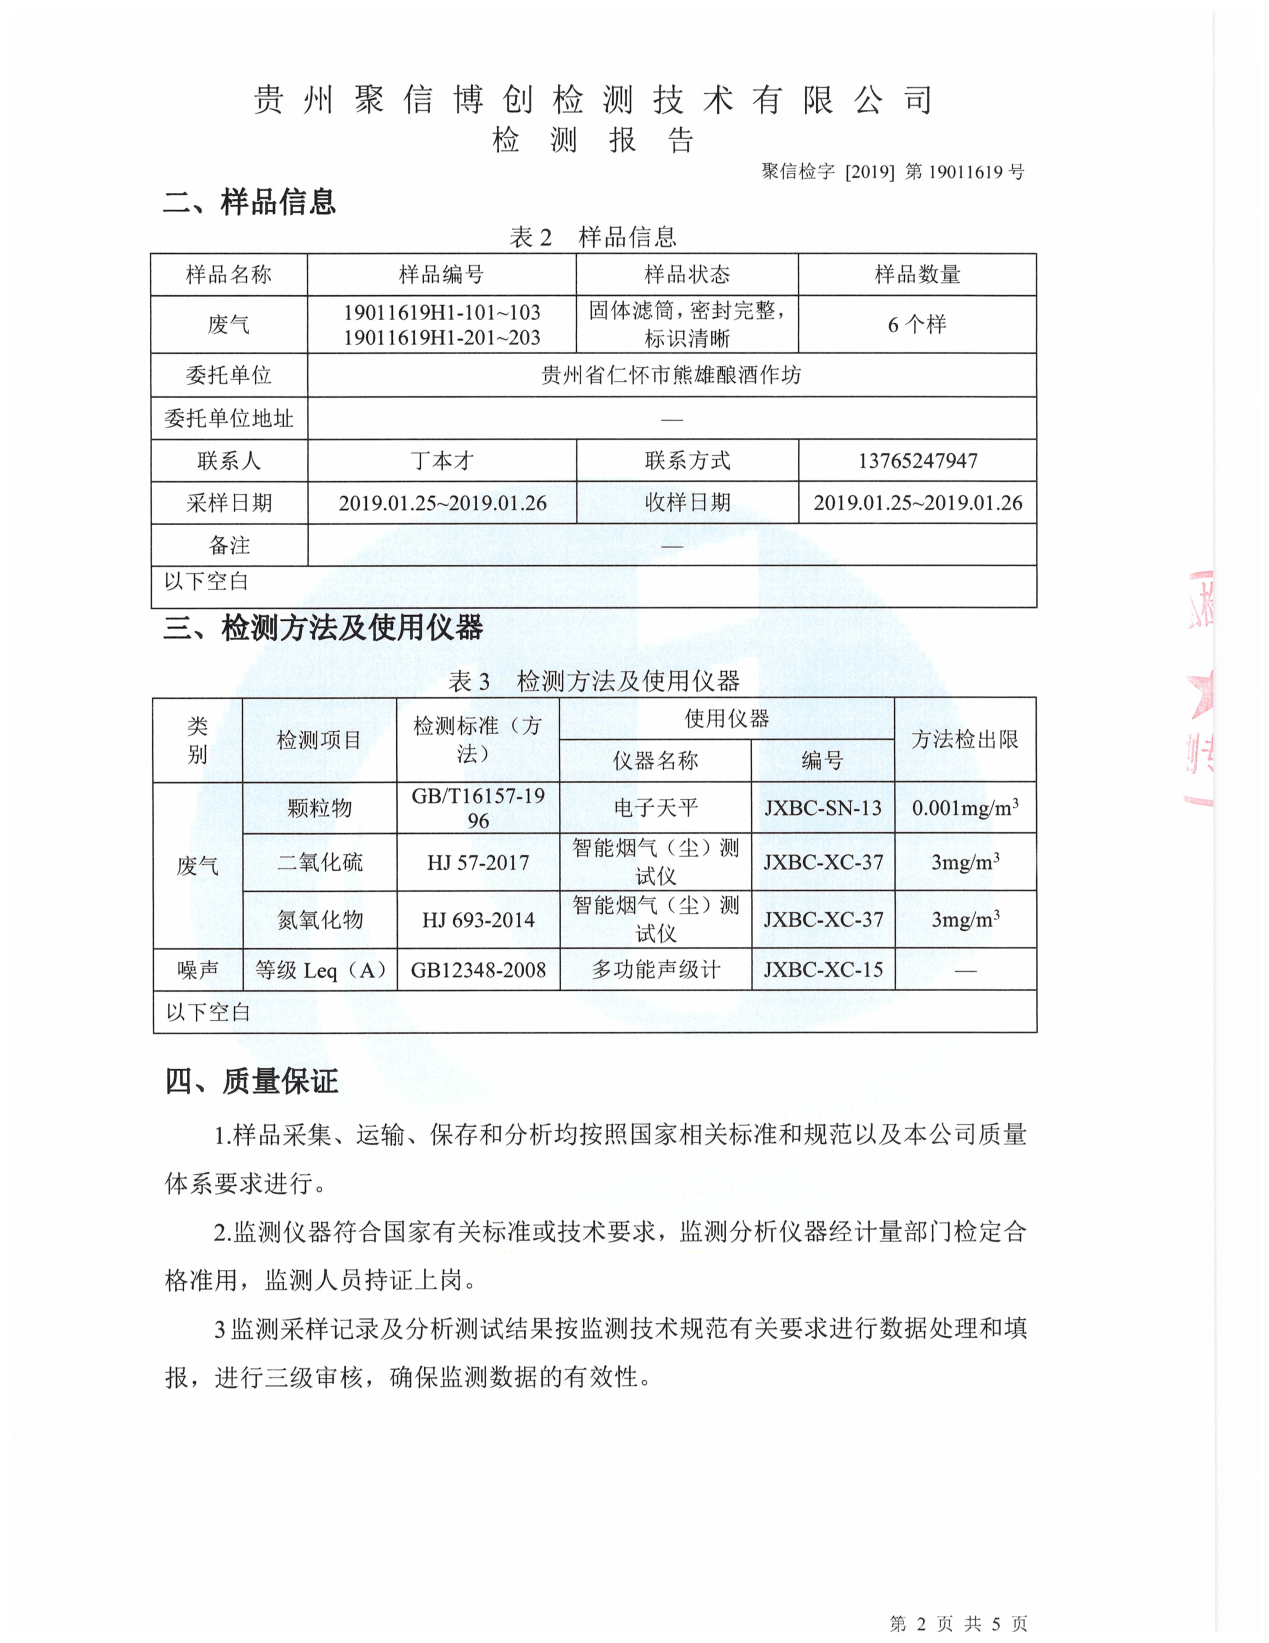 贵州聚信博创检测技术有限公司
检测报告
聚信检字 [2019] 第 19011619 号
二、样品信息
表 2 样品信息
样品名称 样品编号 样品状态 样品数量
废气 19011619H1-101~103 19011619H1-201~203 固体滤筒，密封完整，标识清晰 6 个样
委托单位 贵州省仁怀市熊雄酿酒作坊
委托单位地址 —
联系人 丁本才 联系方式 13765247947
采样日期 2019.01.25~2019.01.26 收样日期 2019.01.25~2019.01.26
备注 —
以下空白
三、检测方法及使用仪器
表 3 检测方法及使用仪器
类别 检测项目 检测标准（方法） 使用仪器 方法检出限
仪器名称 编号
废气 颗粒物 GB/T16157-1996 电子天平 JXBC-SN-13 0.001mg/m³
二氧化硫 HJ 57-2017 智能烟气（尘）测试仪 JXBC-XC-37 3mg/m³
氮氧化物 HJ 693-2014 智能烟气（尘）测试仪 JXBC-XC-37 3mg/m³
噪声 等级 Leq（A） GB12348-2008 多功能声级计 JXBC-XC-15 —
以下空白
四、质量保证
1.样品采集、运输、保存和分析均按照国家相关标准和规范以及本公司质量
体系要求进行。
2.监测仪器符合国家有关标准或技术要求，监测分析仪器经计量部门检定合
格准用，监测人员持证上岗。
3监测采样记录及分析测试结果按监测技术规范有关要求进行数据处理和填
报，进行三级审核，确保监测数据的有效性。
第 2 页 共 5 页